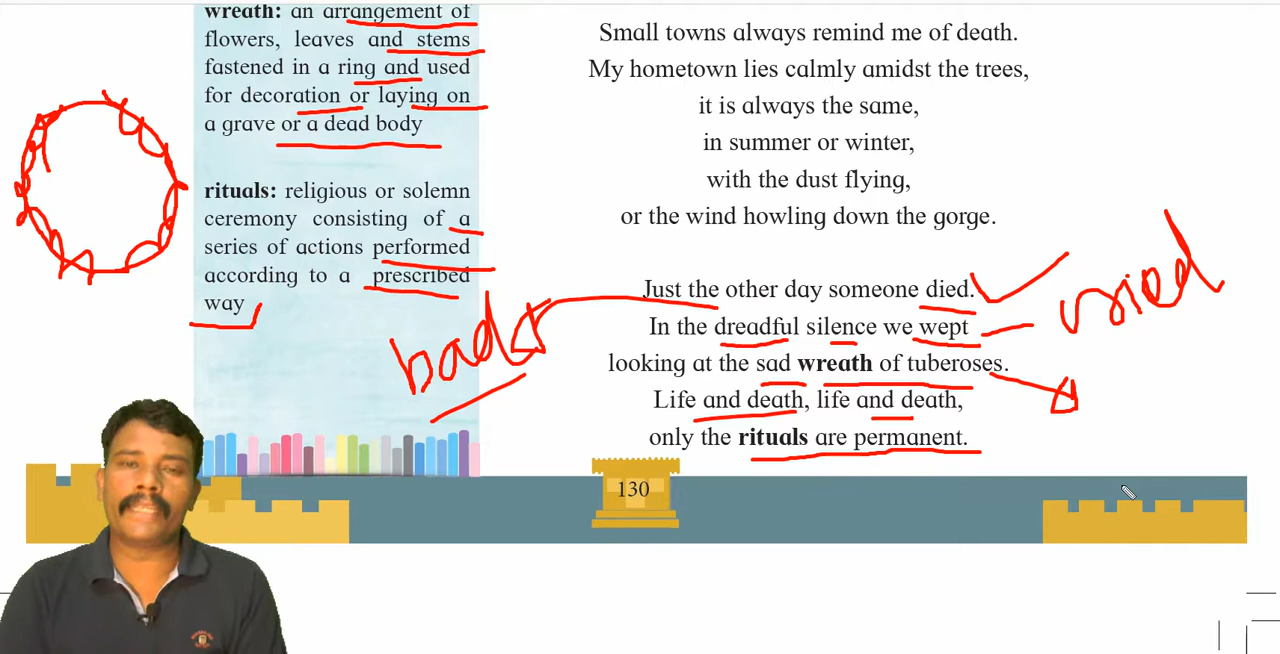 wreath: an arrangement of
flowers, leaves and stems
fastened in a ring and used
for decoration or laying on
a grave or a dead body
rituals: religious or solemn
ceremony consisting of a
series of actions performed
according to a prescribed
way
Small towns always remind me of death.
My hometown lies calmly amidst the trees,
it is always the same,
in summer or winter,
with the dust flying,
or the wind howling down the gorge.
Just the other day someone died.
In the dreadful silence we wept
looking at the sad wreath of tuberoses.
Life and death, life and death,
only the rituals are permanent.
130